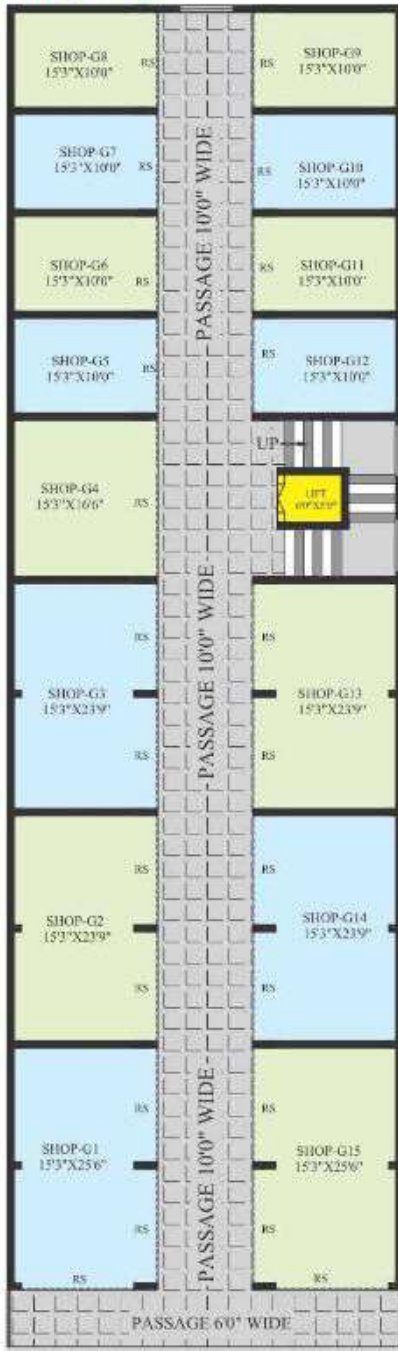 SHOP-G8
15'3"X10'0"
RS
RS
SHOP-G9
15'3"X10'0"
SHOP-G7
15'3"X10'0"
RS
RS
SHOP-G10
15'3"X10'0"
PASSAGE 10'0" WIDE
SHOP-G6
15'3"X10'0"
RS
RS
SHOP-G11
15'3"X10'0"
SHOP-G5
15'3"X10'0"
RS
RS
SHOP-G12
15'3"X10'0"
UP
SHOP-G4
15'3"X16'6"
RS
LIFT
PASSAGE 10'0" WIDE
RS
RS
SHOP-G3
15'3"X23'9"
SHOP-G13
15'3"X23'9"
RS
RS
RS
RS
SHOP-G2
15'3"X23'9"
SHOP-G14
15'3"X23'9"
RS
RS
PASSAGE 10'0" WIDE
RS
RS
SHOP-G1
15'3"X25'6"
SHOP-G15
15'3"X25'6"
RS
RS
RS
RS
PASSAGE 6'0" WIDE